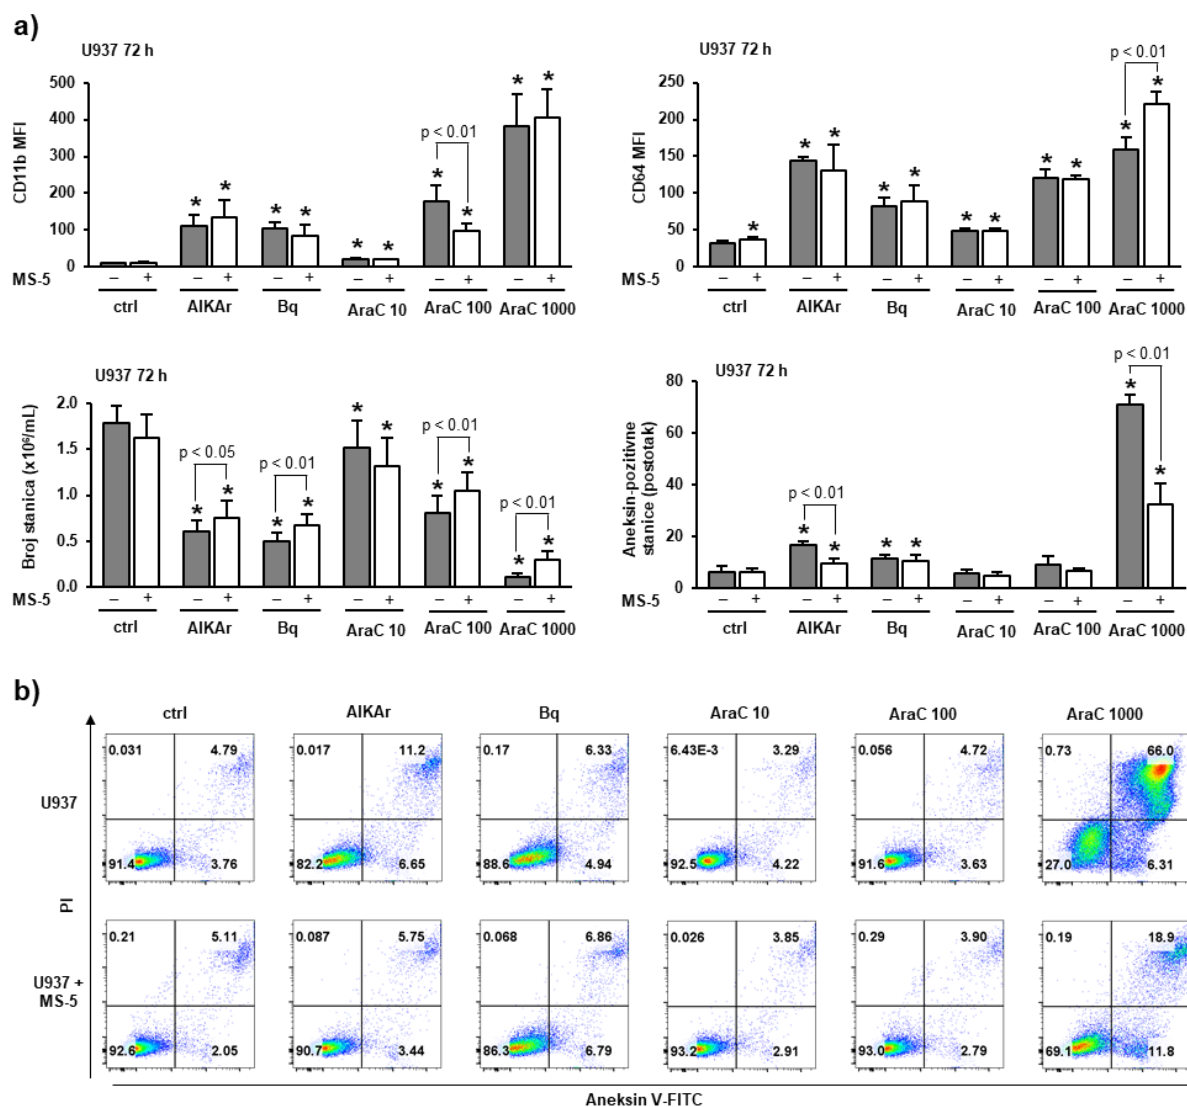 a)
U937 72 h
CD11b MFI
500
400
300
200
100
0
* * * * * * * * * *
p < 0.01
MS-5 – + – + – + – + – + – +
ctrl AIKAr Bq AraC 10 AraC 100 AraC 1000
U937 72 h
CD64 MFI
250
200
150
100
50
0
* * * * * * * * * * *
p < 0.01
MS-5 – + – + – + – + – + – +
ctrl AIKAr Bq AraC 10 AraC 100 AraC 1000
U937 72 h
Broj stanica (x10⁶/mL)
2.0
1.5
1.0
0.5
0.0
p < 0.05
p < 0.01
p < 0.01
p < 0.01
* * * * * * * * * *
MS-5 – + – + – + – + – + – +
ctrl AIKAr Bq AraC 10 AraC 100 AraC 1000
U937 72 h
Aneksin-pozitivne
stanice (postotak)
80
60
40
20
0
p < 0.01
p < 0.01
* * * * * *
MS-5 – + – + – + – + – + – +
ctrl AIKAr Bq AraC 10 AraC 100 AraC 1000
b)
ctrl AIKAr Bq AraC 10 AraC 100 AraC 1000
U937
0.031 4.79 0.017 11.2 0.17 6.33 6.43E-3 3.29 0.056 4.72 0.73 66.0
91.4 3.76 82.2 6.65 88.6 4.94 92.5 4.22 91.6 3.63 27.0 6.31
PI
U937 +
MS-5
0.21 5.11 0.087 5.75 0.068 6.86 0.026 3.85 0.29 3.90 0.19 18.9
92.6 2.05 90.7 3.44 86.3 6.79 93.2 2.91 93.0 2.79 69.1 11.8
Aneksin V-FITC